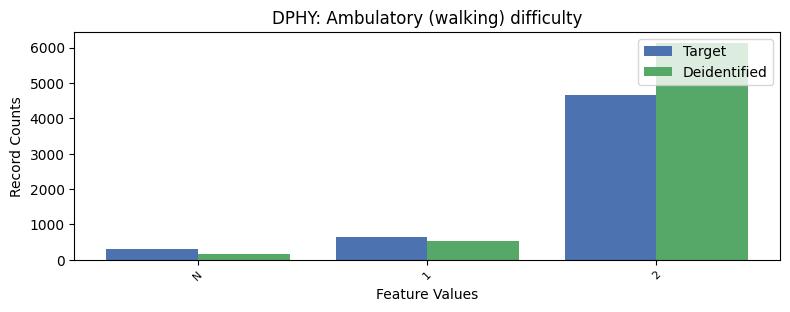 DPHY: Ambulatory (walking) difficulty
Target
Deidentified
Record Counts
6000
5000
4000
3000
2000
1000
0
N
1
2
Feature Values